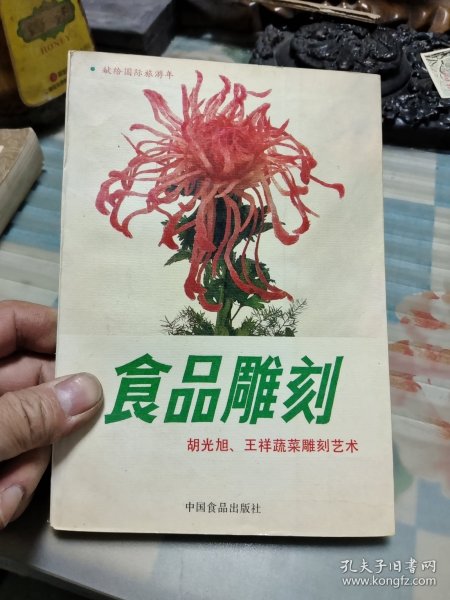 献给国际旅游年
食品雕刻
胡光旭、王祥蔬菜雕刻艺术
中国食品出版社
HONEY
孔夫子旧书网
www.kongfz.com